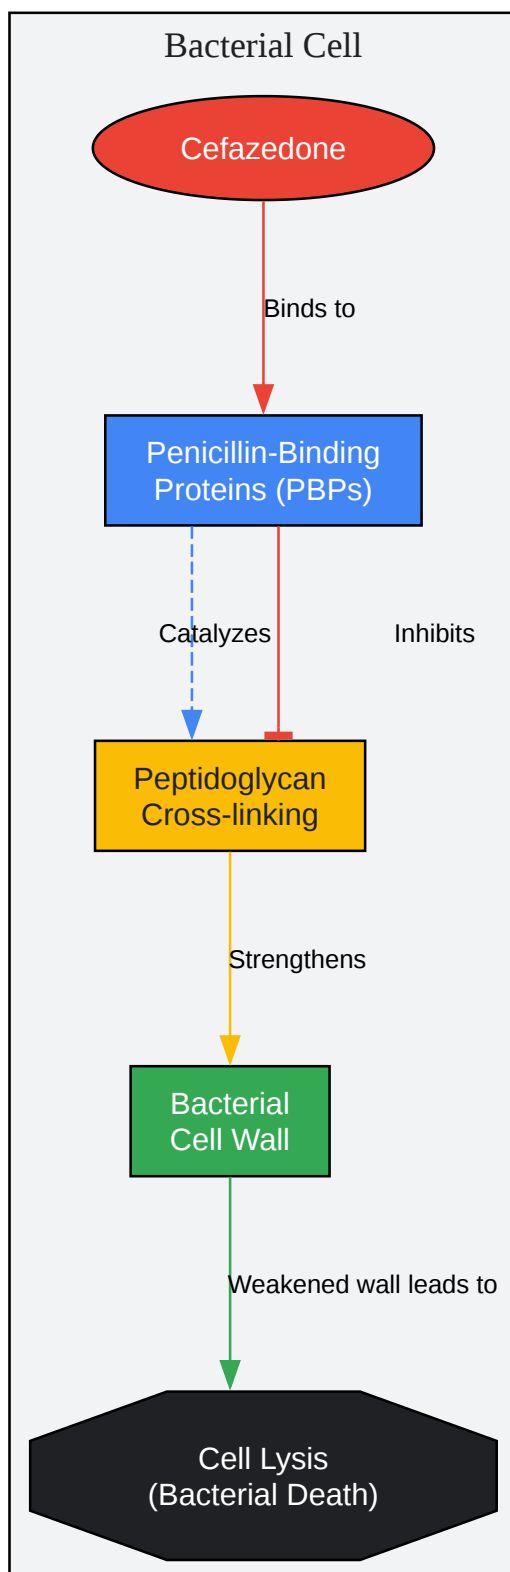 Bacterial Cell
Cefazedone
Binds to
Penicillin-Binding
Proteins (PBPs)
Catalyzes
Inhibits
Peptidoglycan
Cross-linking
Strengthens
Bacterial
Cell Wall
Weakened wall leads to
Cell Lysis
(Bacterial Death)